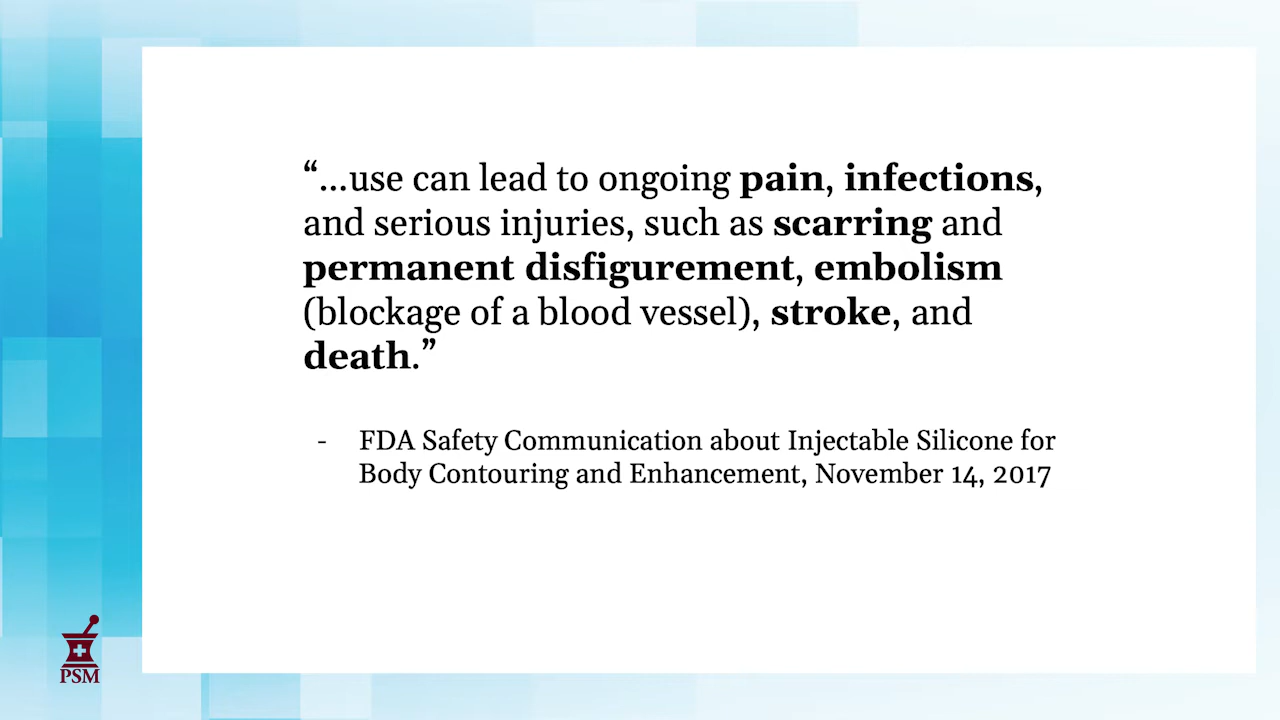 “...use can lead to ongoing pain, infections,
and serious injuries, such as scarring and
permanent disfigurement, embolism
(blockage of a blood vessel), stroke, and
death.”
- FDA Safety Communication about Injectable Silicone for
Body Contouring and Enhancement, November 14, 2017
PSM